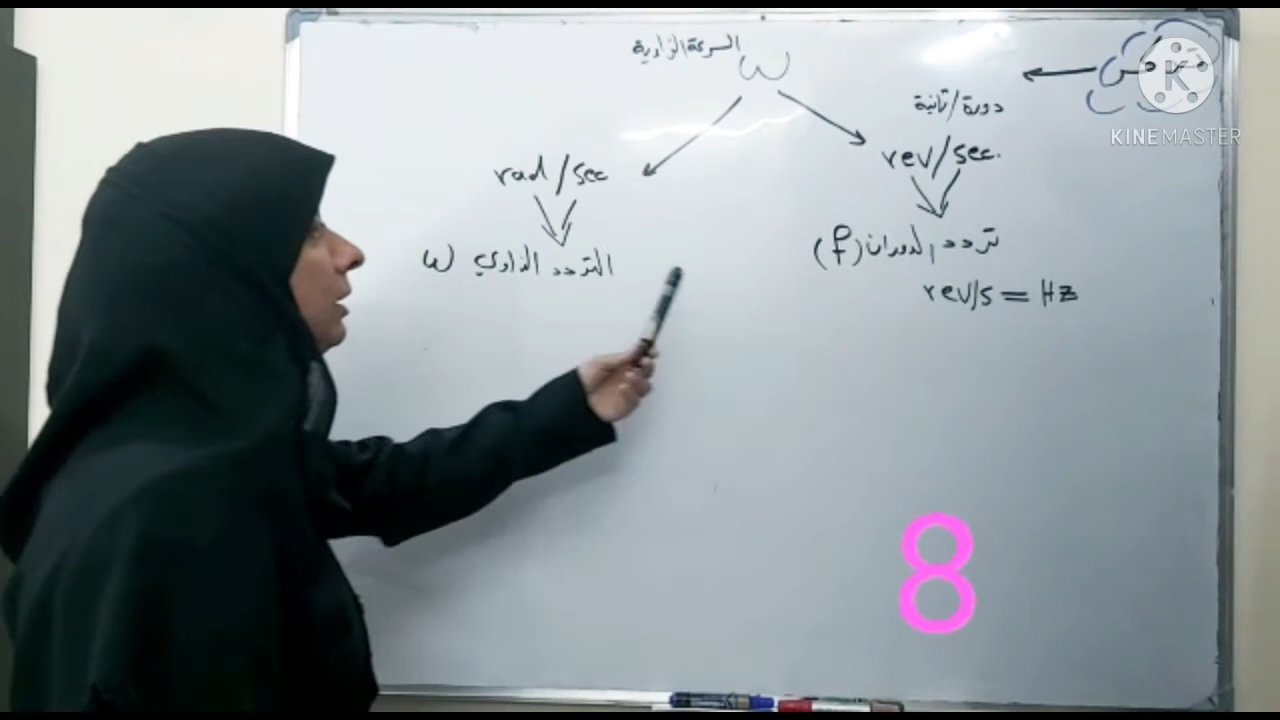 السرعة الزاوية
ω
دورة/ثانية
rev/sec.
rad/sec
تردد الدوران (f)
rev/s = Hz
التردد الزاوي ω
K
KINEMASTER
8